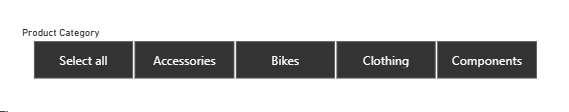 Product Category
Select all Accessories Bikes Clothing Components